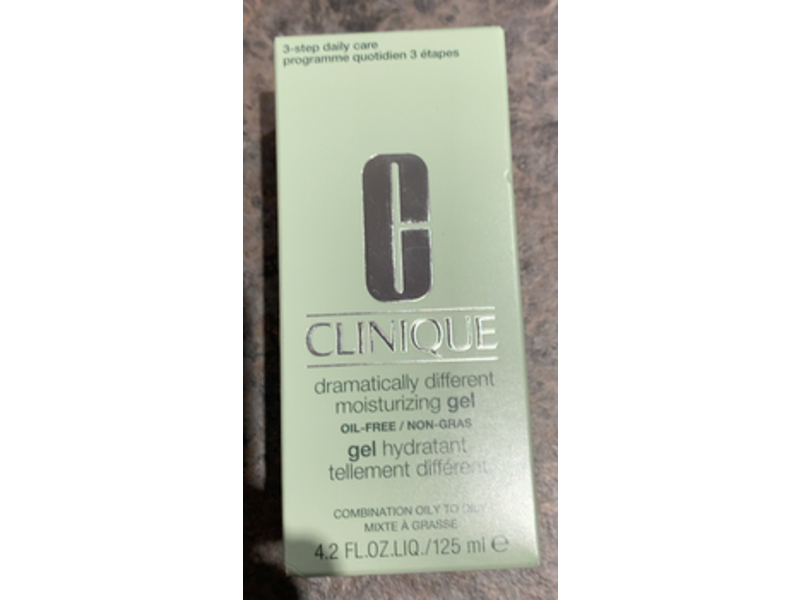 3-step daily care
programme quotidien 3 étapes
C
CLINIQUE
dramatically different
moisturizing gel
OIL-FREE / NON-GRAS
gel hydratant
tellement différent
COMBINATION OILY TO OILY
MIXTE À GRASSE
4.2 FL.OZ.LIQ./125 ml ℮